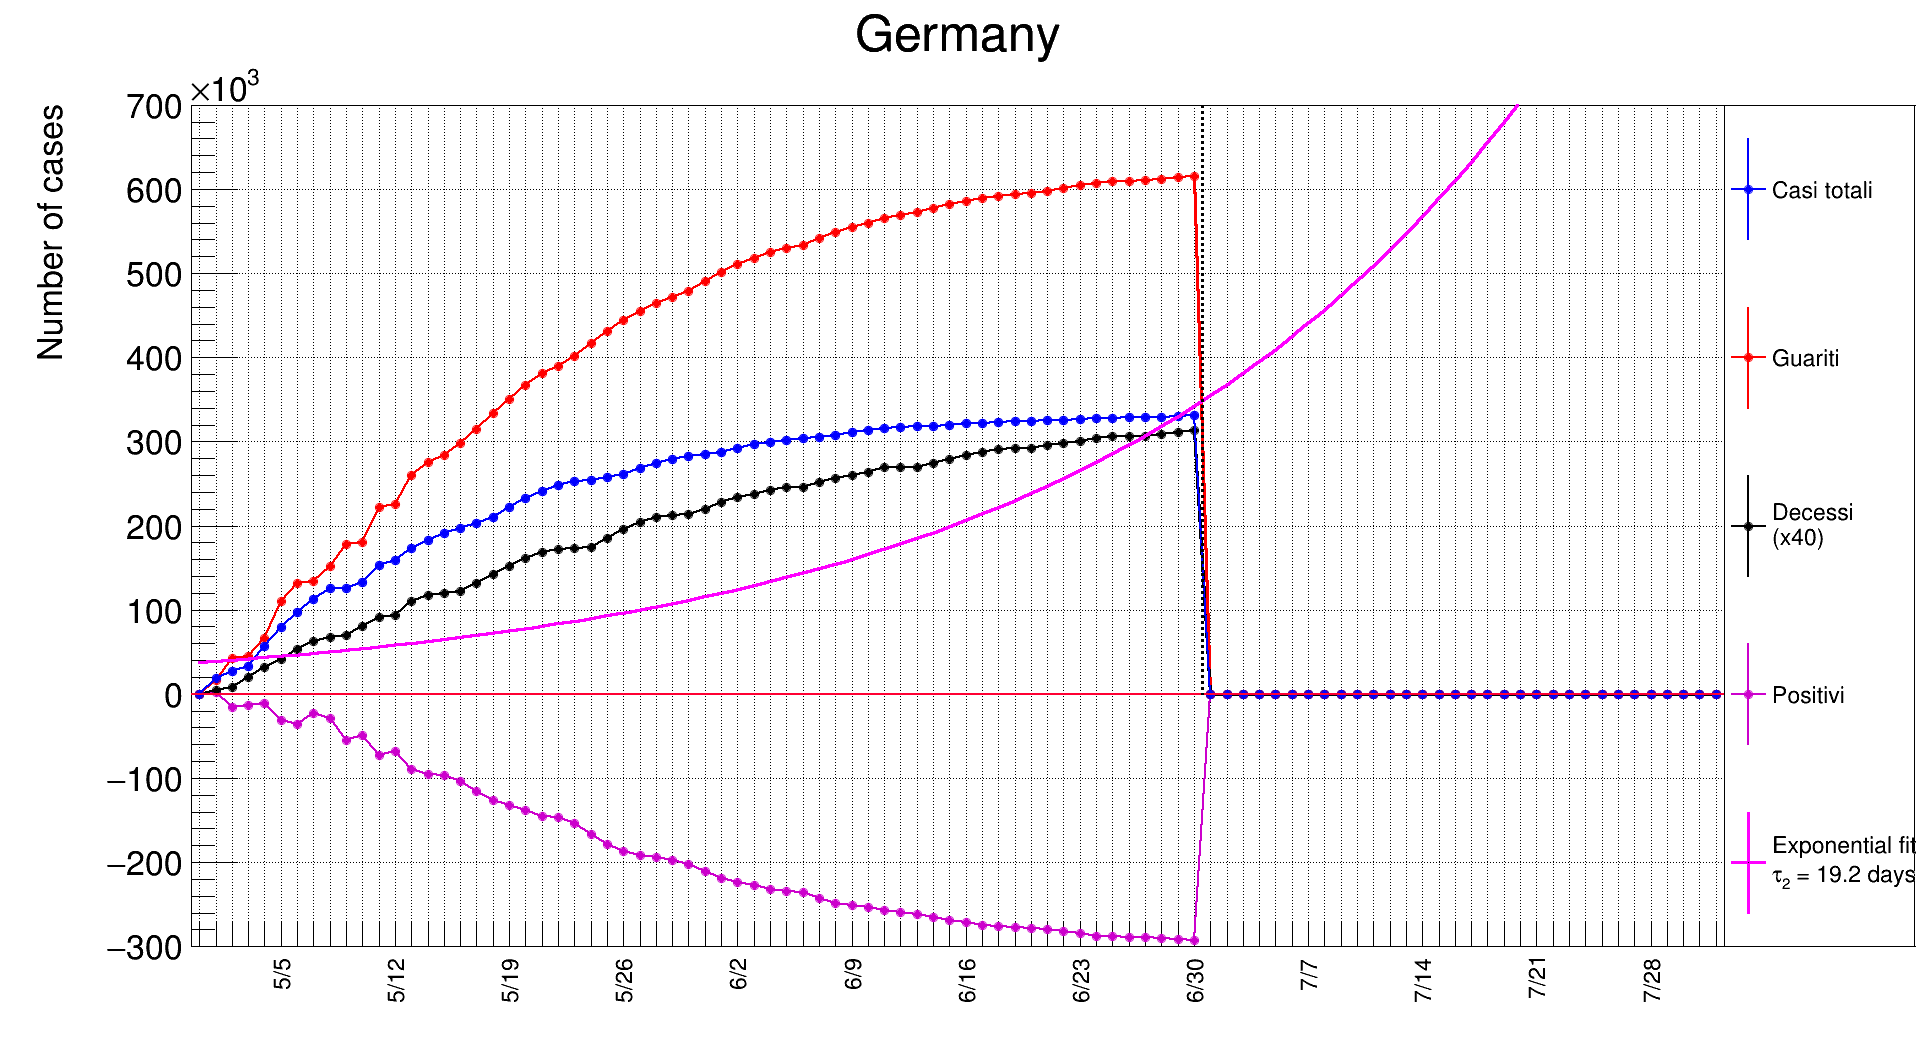 Germany
×10³
Number of cases
700
600
500
400
300
200
100
0
−100
−200
−300
5/5
5/12
5/19
5/26
6/2
6/9
6/16
6/23
6/30
7/7
7/14
7/21
7/28
Casi totali
Guariti
Decessi
(x40)
Positivi
Exponential fit
τ₂ = 19.2 days